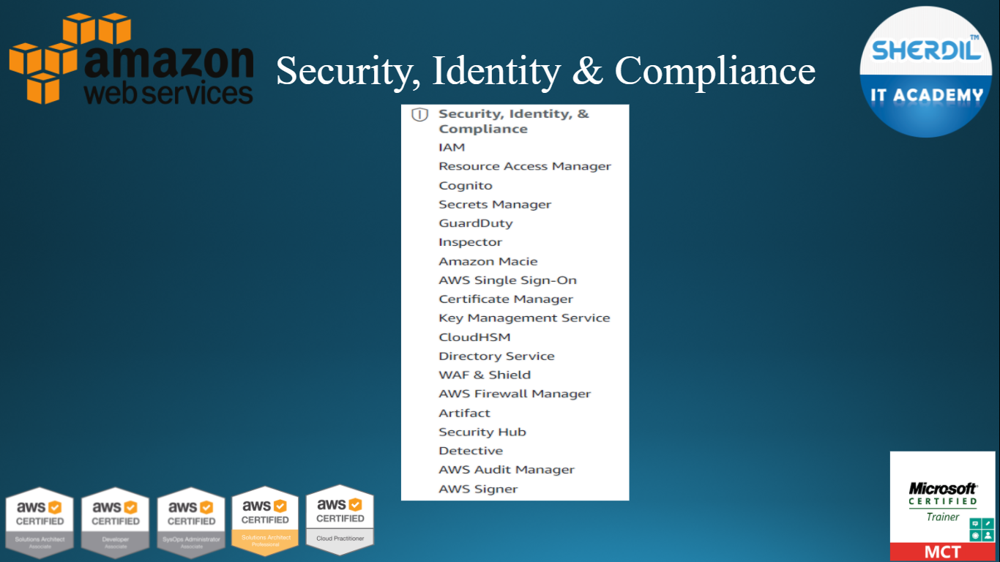 amazon
web services
Security, Identity & Compliance
SHERDIL™
IT ACADEMY
Security, Identity, &
Compliance
IAM
Resource Access Manager
Cognito
Secrets Manager
GuardDuty
Inspector
Amazon Macie
AWS Single Sign-On
Certificate Manager
Key Management Service
CloudHSM
Directory Service
WAF & Shield
AWS Firewall Manager
Artifact
Security Hub
Detective
AWS Audit Manager
AWS Signer
aws
CERTIFIED
Solutions Architect
Associate
aws
CERTIFIED
Developer
Associate
aws
CERTIFIED
SysOps Administrator
Associate
aws
CERTIFIED
Solutions Architect
Professional
aws
CERTIFIED
Cloud Practitioner
Microsoft
CERTIFIED
Trainer
MCT